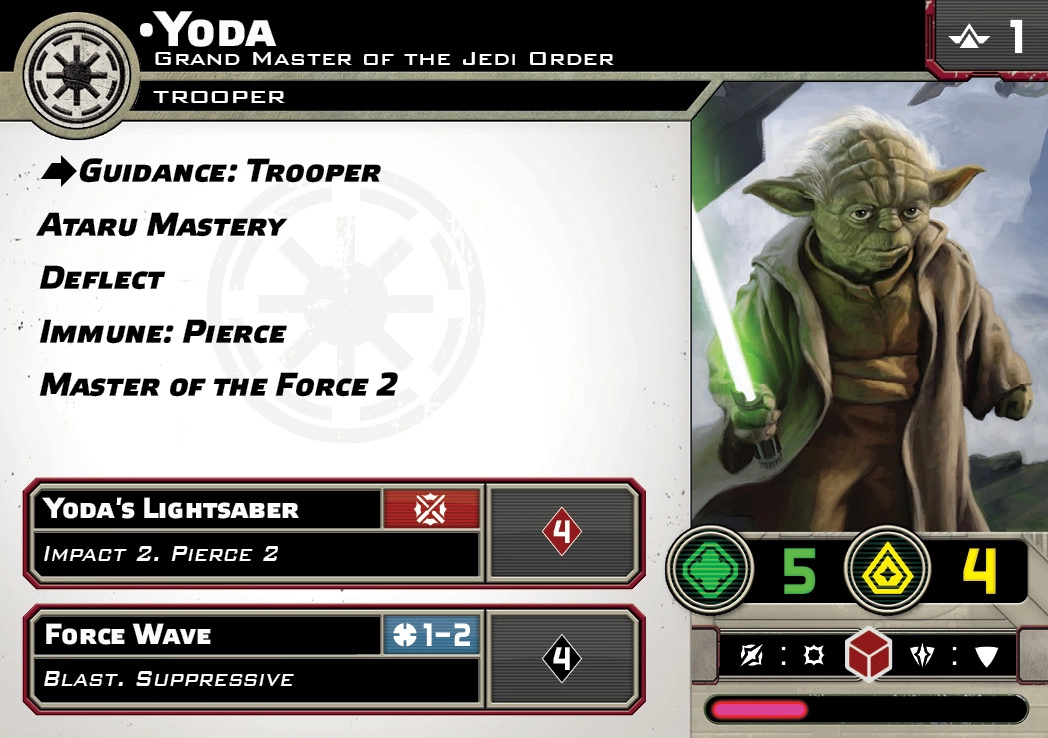 •Yoda
Grand Master of the Jedi Order
1
Trooper
Guidance: Trooper
Ataru Mastery
Deflect
Immune: Pierce
Master of the Force 2
Yoda's Lightsaber
4
Impact 2. Pierce 2
Force Wave
1–2
4
Blast. Suppressive
5
4
: :